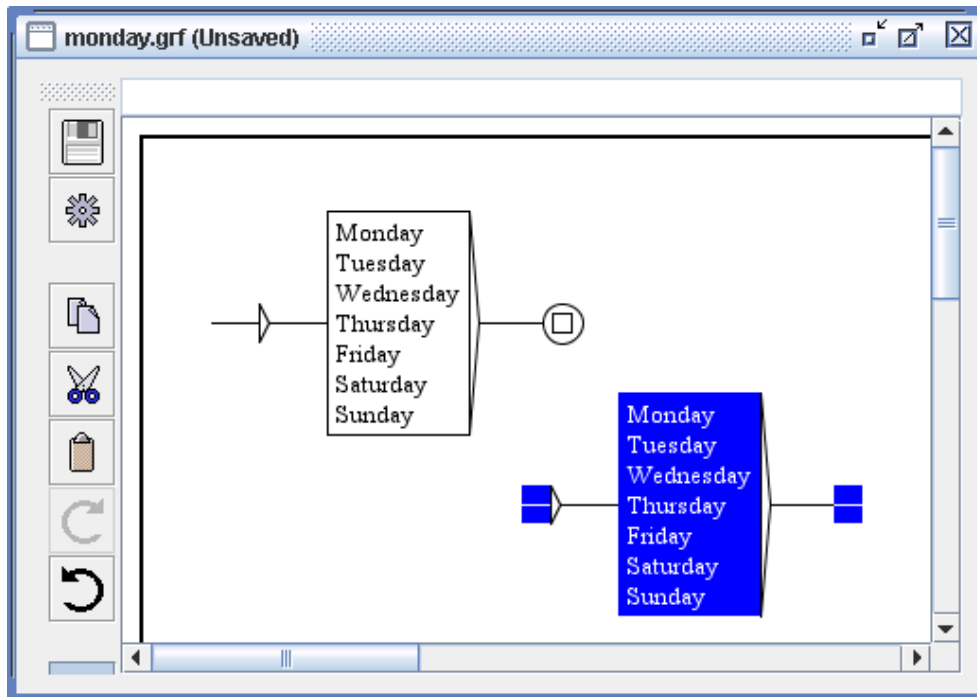 monday.grf (Unsaved)
Monday
Tuesday
Wednesday
Thursday
Friday
Saturday
Sunday
Monday
Tuesday
Wednesday
Thursday
Friday
Saturday
Sunday